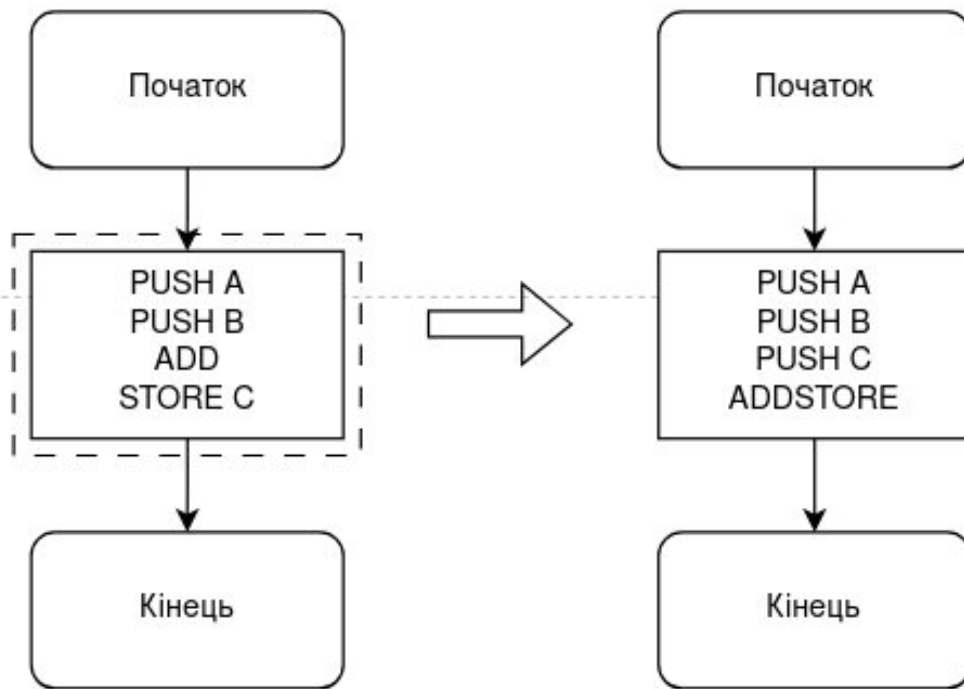 Початок
PUSH A
PUSH B
ADD
STORE C
Кінець
Початок
PUSH A
PUSH B
PUSH C
ADDSTORE
Кінець